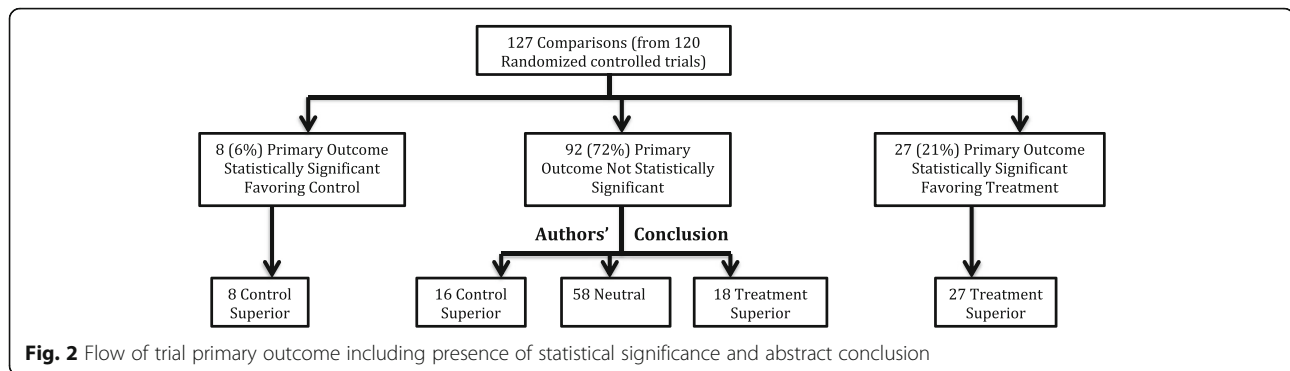 127 Comparisons (from 120
Randomized controlled trials)
8 (6%) Primary Outcome
Statistically Significant
Favoring Control
92 (72%) Primary
Outcome Not Statistically
Significant
27 (21%) Primary Outcome
Statistically Significant
Favoring Treatment
Authors' Conclusion
8 Control
Superior
16 Control
Superior
58 Neutral
18 Treatment
Superior
27 Treatment
Superior
Fig. 2 Flow of trial primary outcome including presence of statistical significance and abstract conclusion